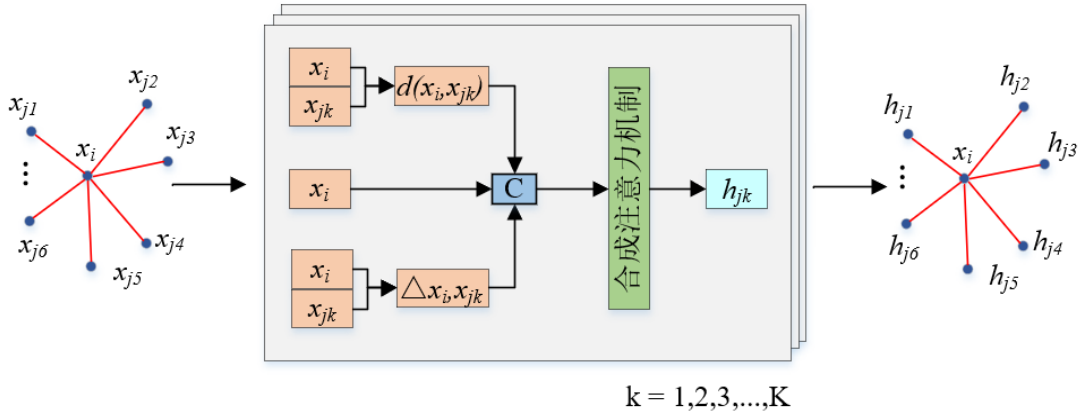 x_{j1}
x_{j2}
x_{j3}
x_i
...
x_{j6}
x_{j5}
x_{j4}
x_i
x_{jk}
d(x_i,x_{jk})
x_i
C
x_i
x_{jk}
△x_i,x_{jk}
合成注意力机制
h_{jk}
h_{j1}
h_{j2}
h_{j3}
x_i
...
h_{j6}
h_{j5}
h_{j4}
k = 1,2,3,...,K